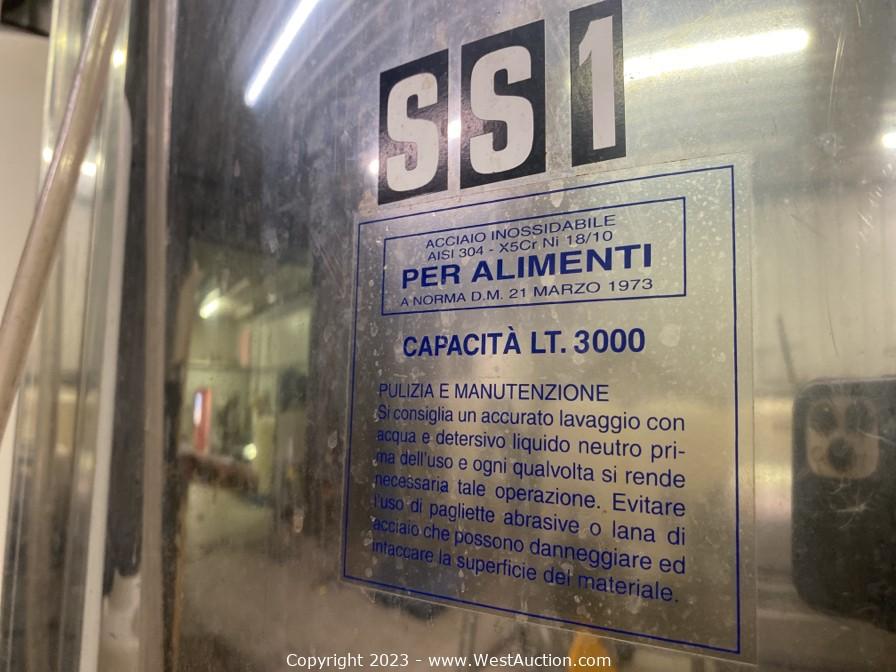 SS1
ACCIAIO INOSSIDABILE
AISI 304 - X5Cr Ni 18/10
PER ALIMENTI
A NORMA D.M. 21 MARZO 1973
CAPACITÀ LT. 3000
PULIZIA E MANUTENZIONE
Si consiglia un accurato lavaggio con
acqua e detersivo liquido neutro pri-
ma dell'uso e ogni qualvolta si rende
necessaria tale operazione. Evitare
l'uso di pagliette abrasive o lana di
acciaio che possono danneggiare ed
intaccare la superficie del materiale.
Copyright 2023 - www.WestAuction.com